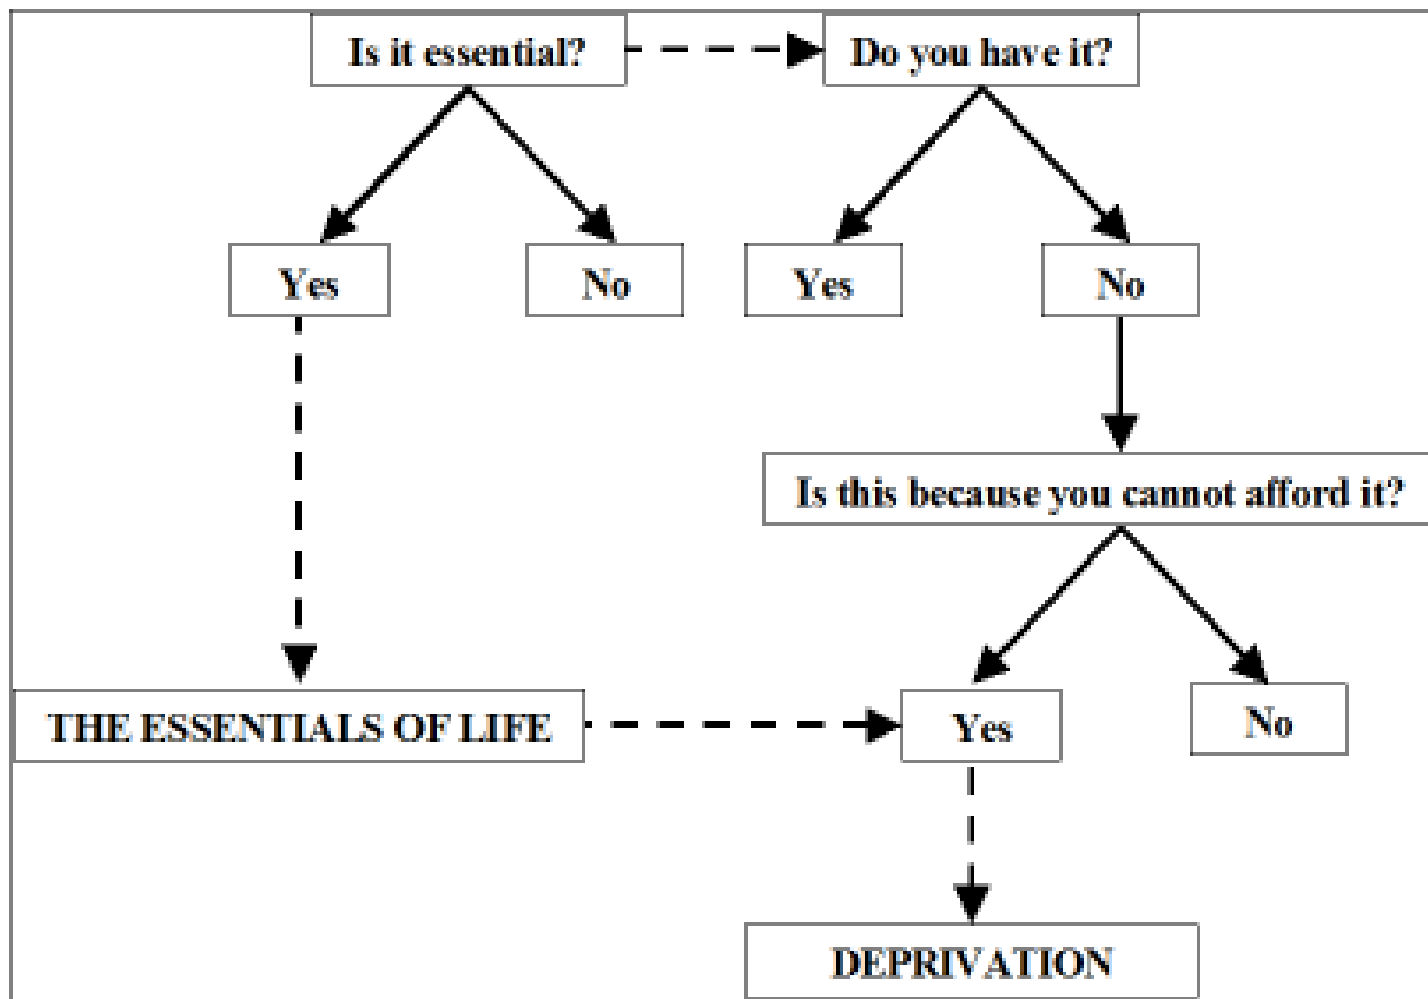 Is it essential?
Do you have it?
Yes
No
Yes
No
Is this because you cannot afford it?
THE ESSENTIALS OF LIFE
Yes
No
DEPRIVATION